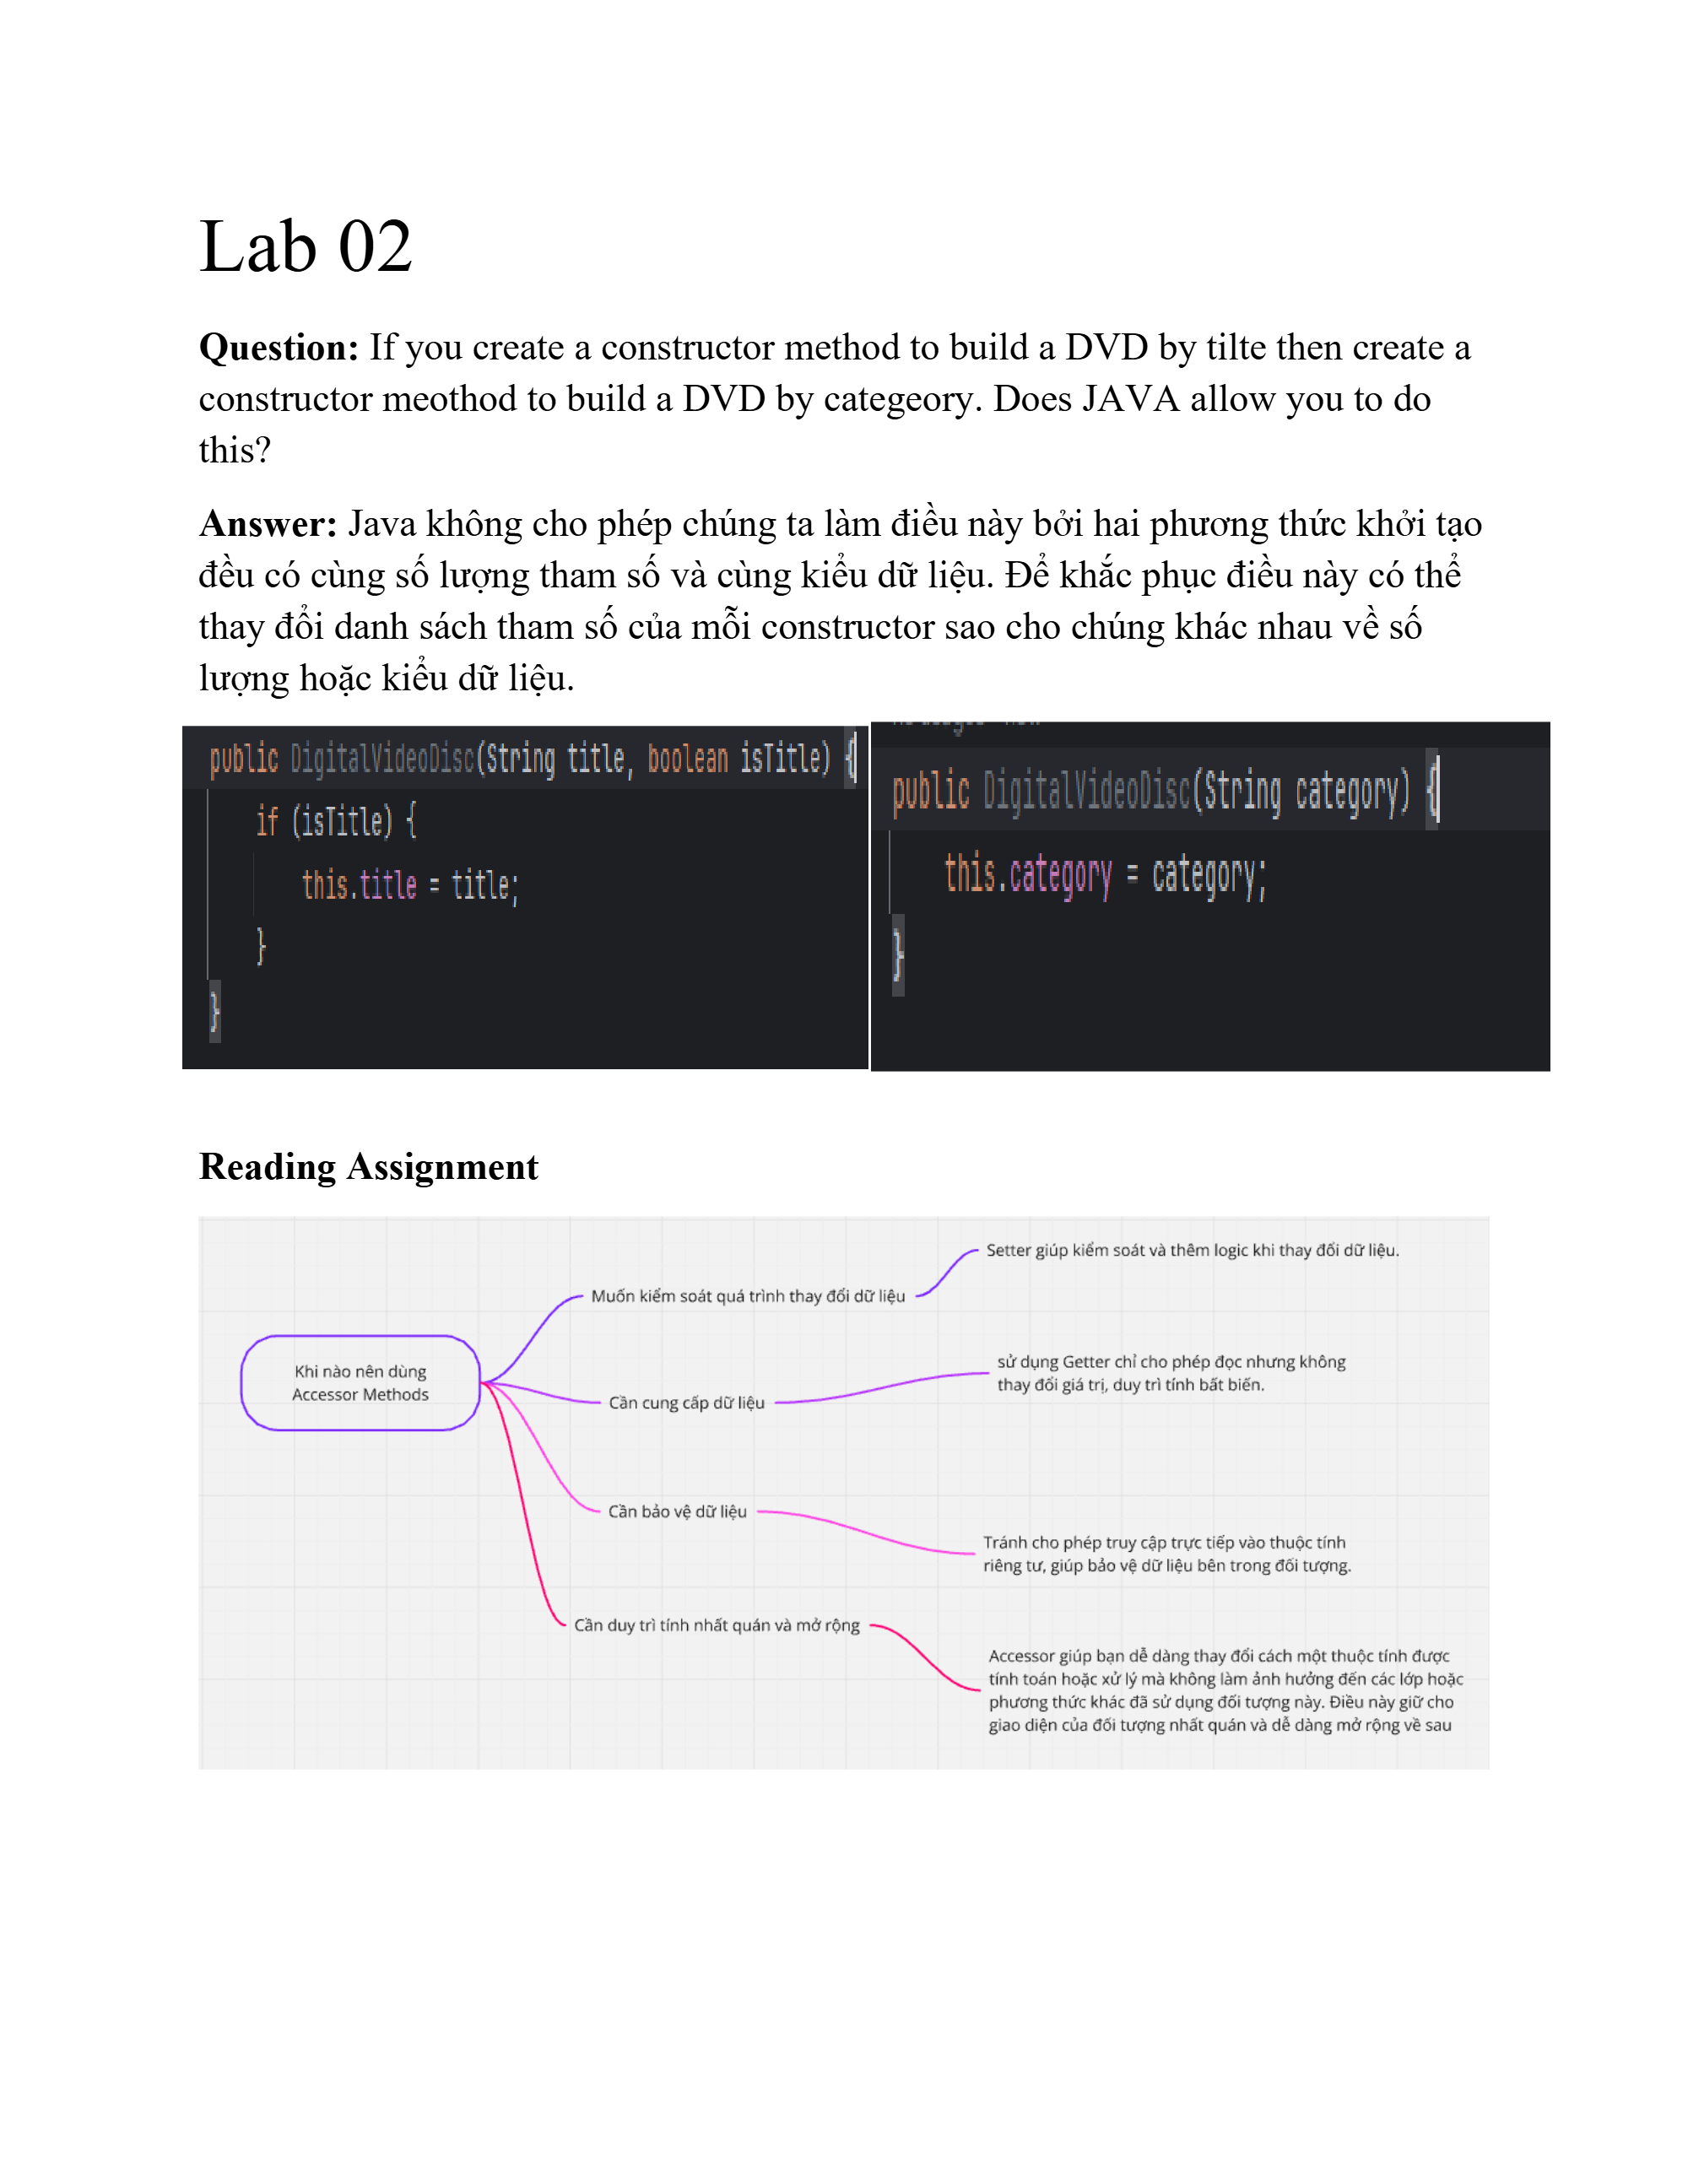 Lab 02
Question: If you create a constructor method to build a DVD by tilte then create a
constructor meothod to build a DVD by categeory. Does JAVA allow you to do
this?
Answer: Java không cho phép chúng ta làm điều này bởi hai phương thức khởi tạo
đều có cùng số lượng tham số và cùng kiểu dữ liệu. Để khắc phục điều này có thể
thay đổi danh sách tham số của mỗi constructor sao cho chúng khác nhau về số
lượng hoặc kiểu dữ liệu.
public DigitalVideoDisc(String title, boolean isTitle) {
if (isTitle) {
this.title = title;
}
}
public DigitalVideoDisc(String category) {
this.category = category;
}
Reading Assignment
Khi nào nên dùng
Accessor Methods
Muốn kiểm soát quá trình thay đổi dữ liệu
Setter giúp kiểm soát và thêm logic khi thay đổi dữ liệu.
Cần cung cấp dữ liệu
sử dụng Getter chỉ cho phép đọc nhưng không
thay đổi giá trị, duy trì tính bất biến.
Cần bảo vệ dữ liệu
Tránh cho phép truy cập trực tiếp vào thuộc tính
riêng tư, giúp bảo vệ dữ liệu bên trong đối tượng.
Cần duy trì tính nhất quán và mở rộng
Accessor giúp bạn dễ dàng thay đổi cách một thuộc tính được
tính toán hoặc xử lý mà không làm ảnh hưởng đến các lớp hoặc
phương thức khác đã sử dụng đối tượng này. Điều này giữ cho
giao diện của đối tượng nhất quán và dễ dàng mở rộng về sau